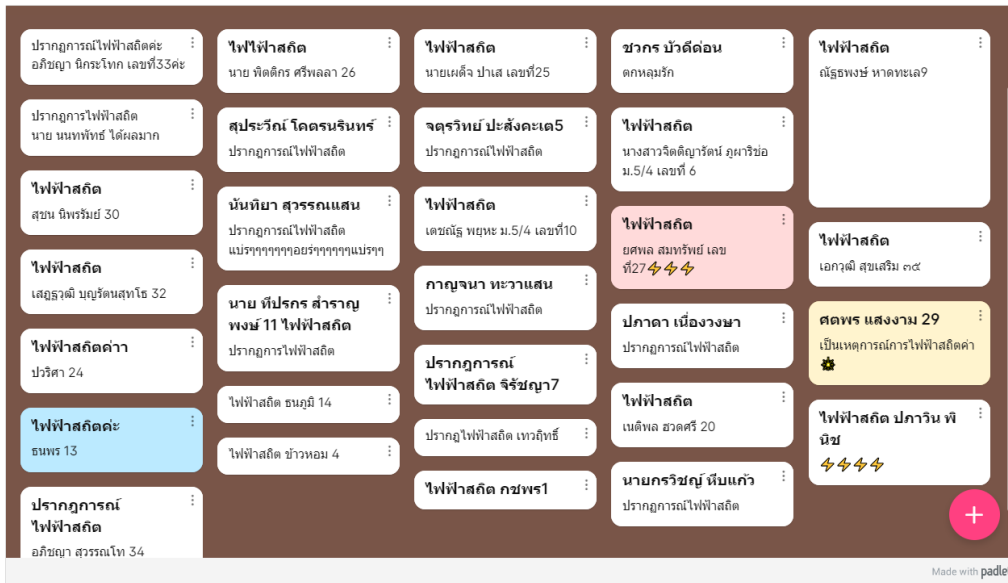 ปรากฏการณ์ไฟฟ้าสถิตค่ะ
อภิชญา นิกระโทก เลขที่33ค่ะ
ปรากฎการไฟฟ้าสถิต
นาย นนทพัทธ์ ได้ผลมาก
ไฟฟ้าสถิต
สุชน นิพรรัมย์ 30
ไฟฟ้าสถิต
เสฏฐวุฒิ บุญรัตนสุทโธ 32
ไฟฟ้าสถิตค่าา
ปวริศา 24
ไฟฟ้าสถิตค่ะ
ธนพร 13
ปรากฎการณ์
ไฟฟ้าสถิต
อภิชญา สุวรรณโท 34
ไฟไฟ้าสถิต
นาย พิตติกร ศรีพลลา 26
สุประวีณ์ โคตรนรินทร์
ปรากฏการณ์ไฟฟ้าสถิต
นันทิยา สุวรรณแสน
ปรากฏการณ์ไฟฟ้าสถิต
แบร่ๆๆๆๆๆๆๆอยร่ๆๆๆๆๆๆแบร่ๆๆ
นาย ทีปรกร สำราญ
พงษ์ 11 ไฟฟ้าสถิต
ปรากฏการไฟฟ้าสถิต
ไฟฟ้าสถิต ธนภูมิ 14
ไฟฟ้าสถิต ข้าวหอม 4
ไฟฟ้าสถิต
นายเผด็จ ปาเส เลขที่25
จตุรวิทย์ ปะสังคะเต5
ปรากฏการณ์ไฟฟ้าสถิต
ไฟฟ้าสถิต
เตชณัฐ พยุหะ ม.5/4 เลขที่10
กาญจนา ทะวาแสน
ปรากฏการณ์ไฟฟ้าสถิต
ปรากฎการณ์
ไฟฟ้าสถิต จิรัชญา7
ปรากฏไฟฟ้าสถิต เทวฤิทธิ์
ไฟฟ้าสถิต กชพร1
ชวกร บัวดีด่อน
ตกหลุมรัก
ไฟฟ้าสถิต
นางสาวจิตติญารัตน์ ภูผาริช่อ
ม.5/4 เลขที่ 6
ไฟฟ้าสถิต
ยศพล สมทรัพย์ เลข
ที่27⚡⚡⚡
ปภาดา เนื่องวงษา
ปรากฏการณ์ไฟฟ้าสถิต
ไฟฟ้าสถิต
เนติพล ฮวดศรี 20
นายกรวิชญ์ หีบแก้ว
ปรากฏการณ์ไฟฟ้าสถิต
ไฟฟ้าสถิต
ณัฐธพงษ์ หาดทะเล9
ไฟฟ้าสถิต
เอกวุฒิ สุขเสริม ๓๕
ศตพร แสงงาม 29
เป็นเหตุการณ์การไฟฟ้าสถิตค่า
ไฟฟ้าสถิต ปภาวิน พิ
นิช
⚡⚡⚡⚡
Made with padle